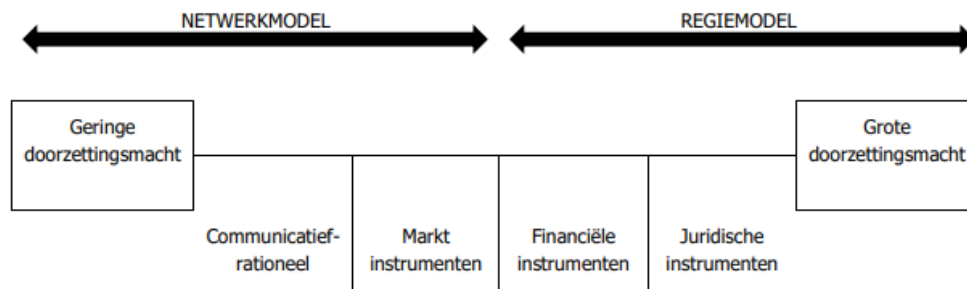 NETWERKMODEL
REGIEMODEL
Geringe
doorzettingsmacht
Grote
doorzettingsmacht
Communicatief-
rationeel
Markt
instrumenten
Financiële
instrumenten
Juridische
instrumenten